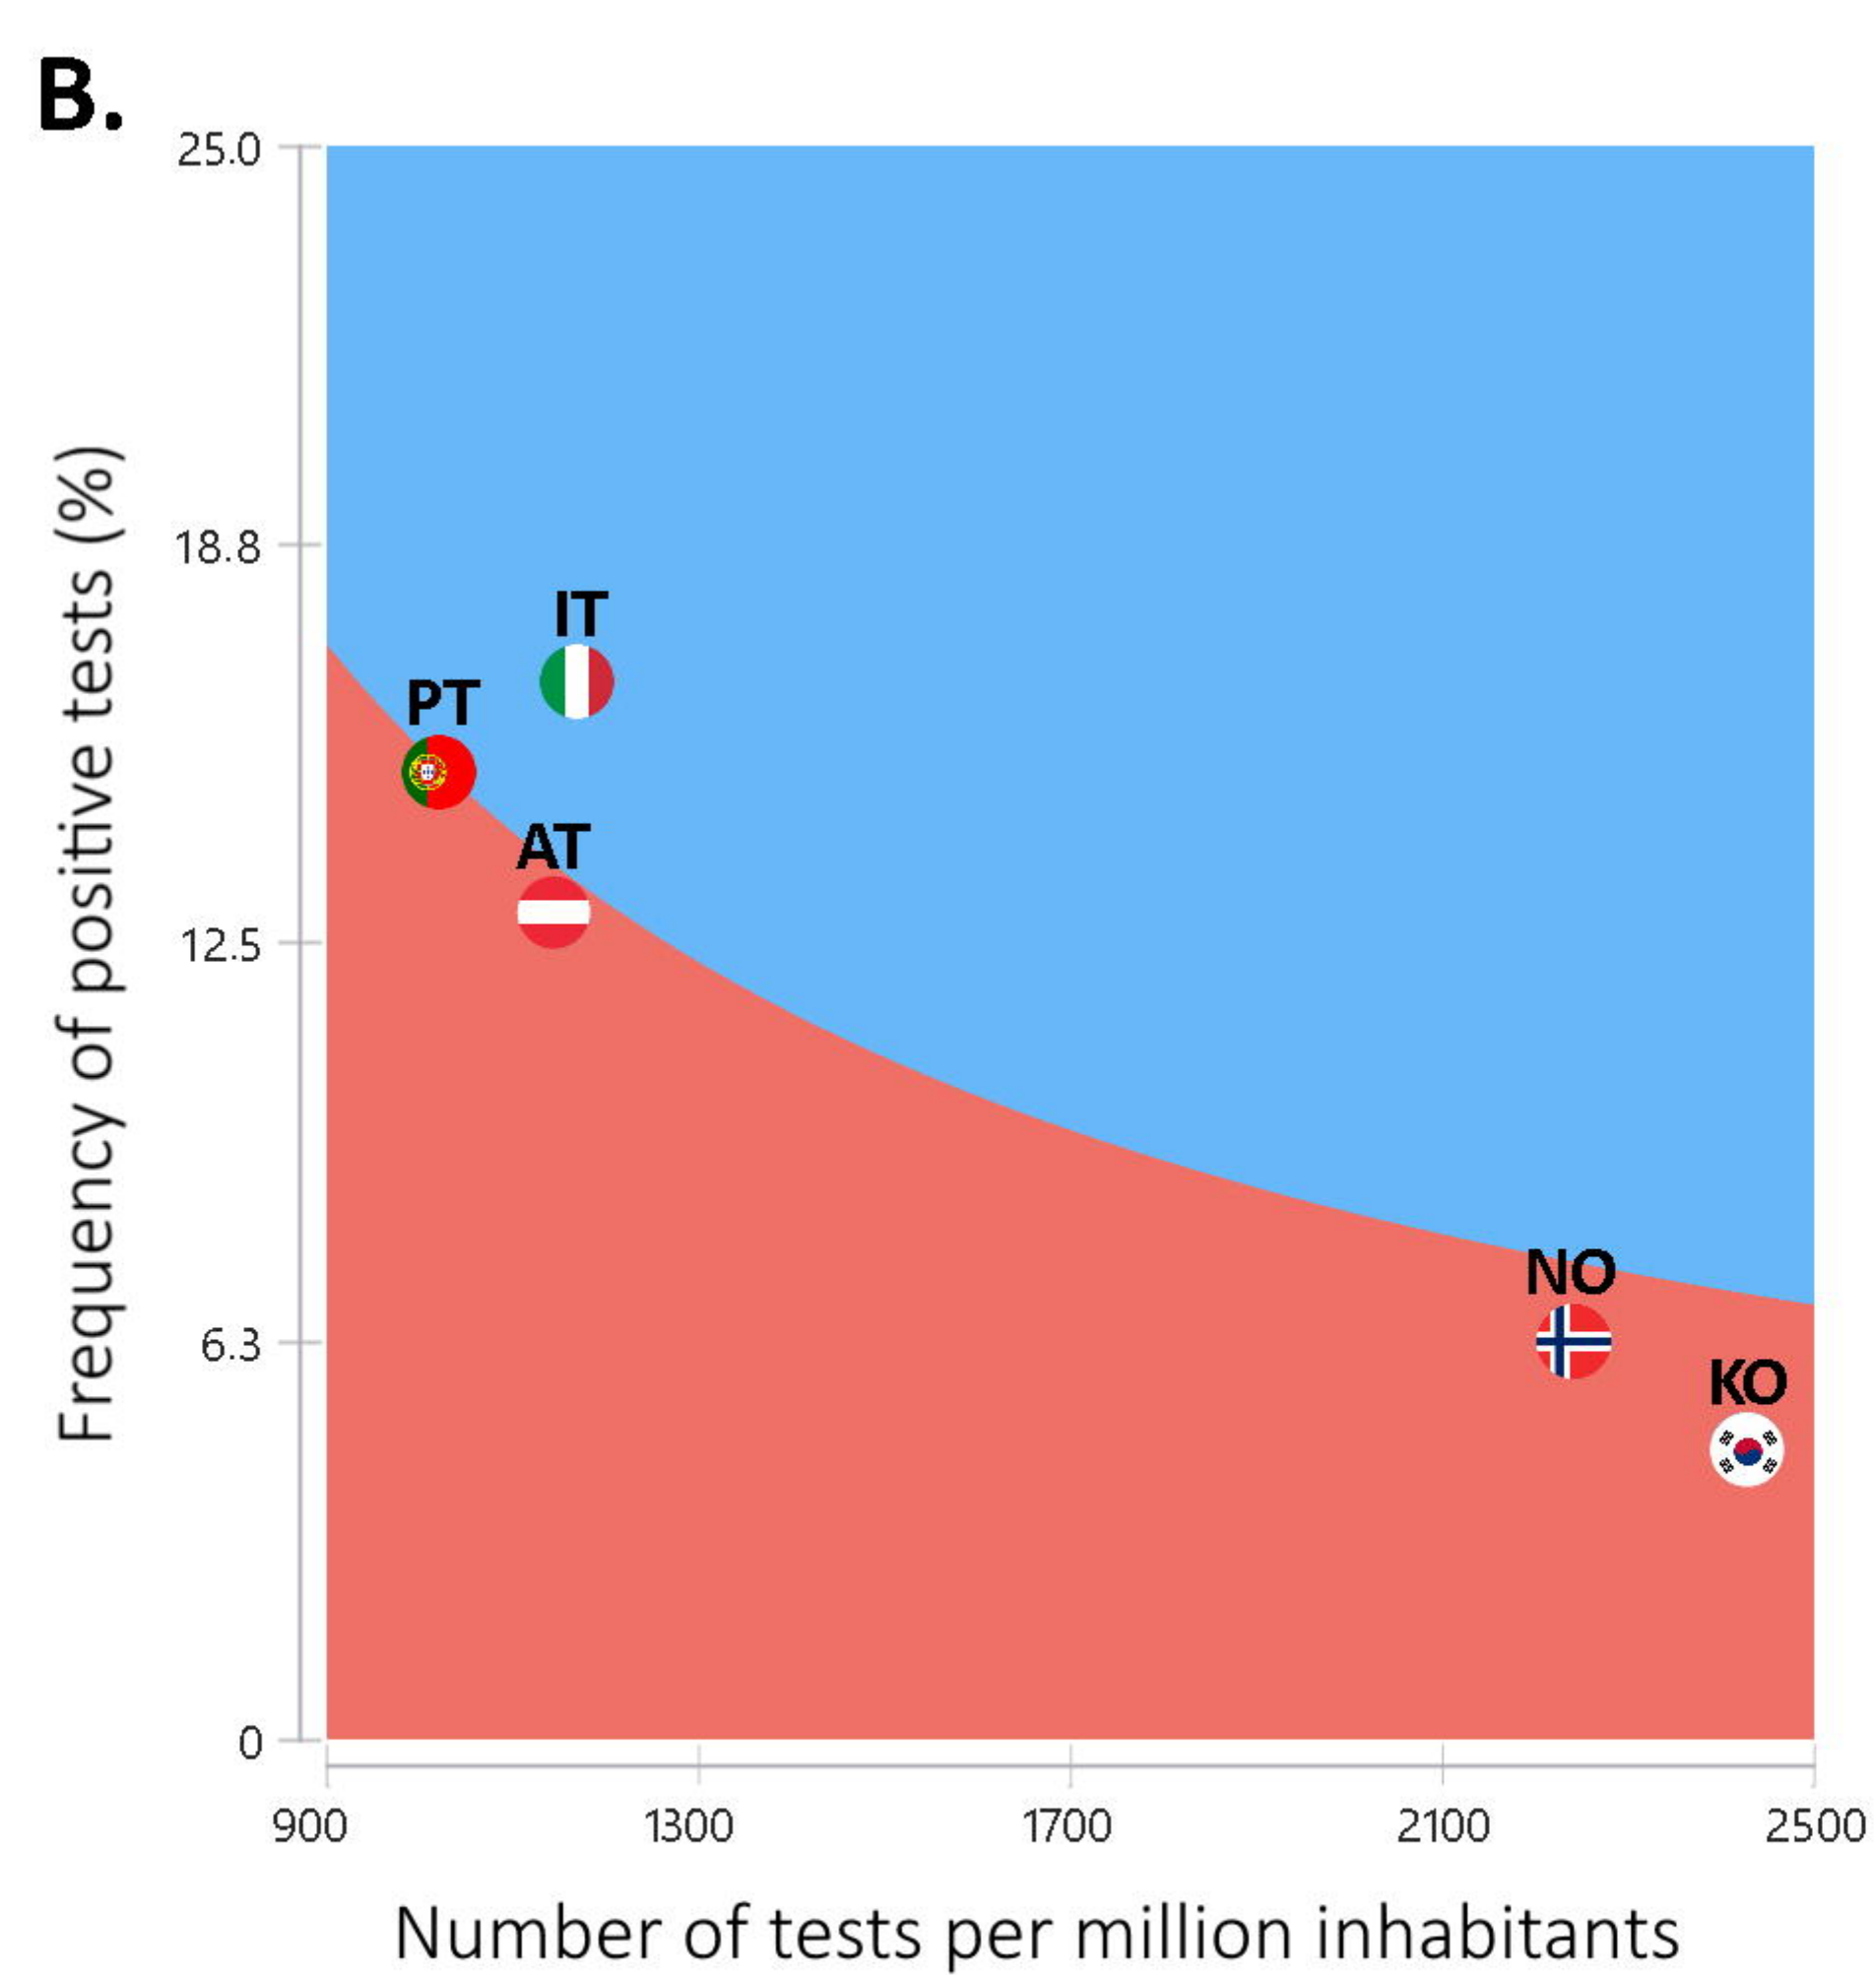 B.
25.0
18.8
12.5
6.3
0
Frequency of positive tests (%)
IT
PT
AT
NO
KO
900 1300 1700 2100 2500
Number of tests per million inhabitants